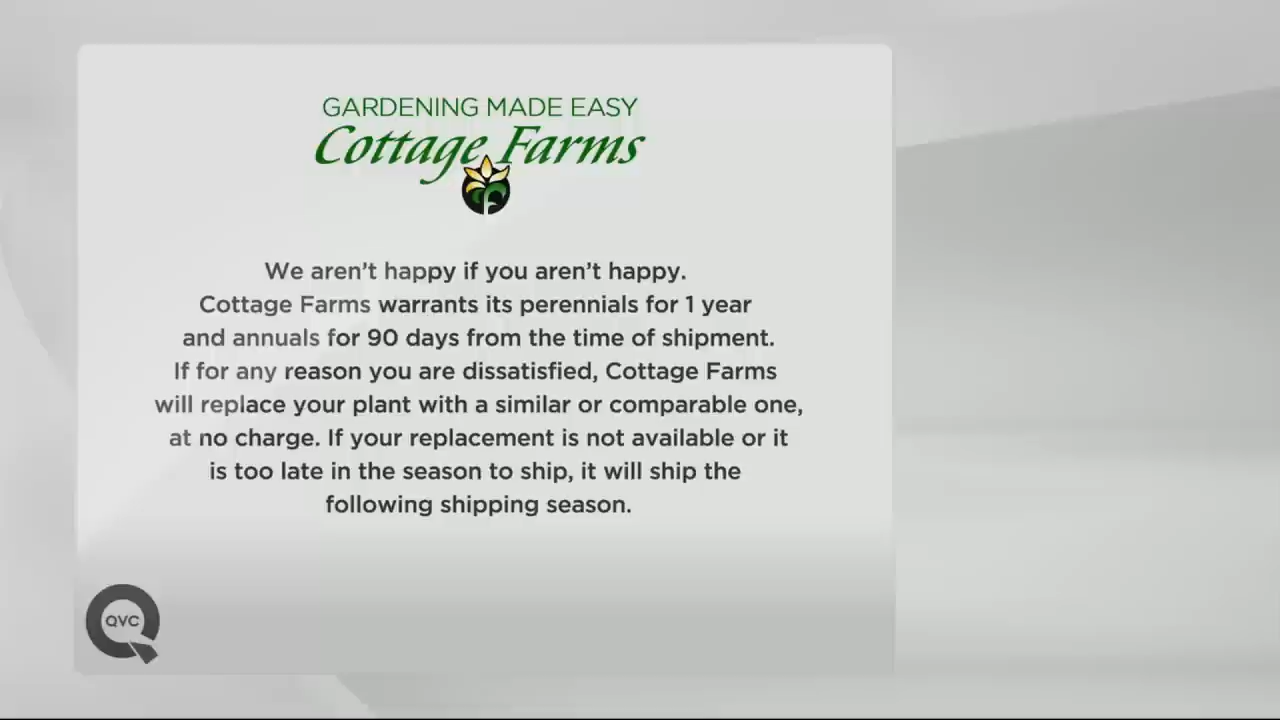 GARDENING MADE EASY
Cottage Farms
We aren't happy if you aren't happy.
Cottage Farms warrants its perennials for 1 year
and annuals for 90 days from the time of shipment.
If for any reason you are dissatisfied, Cottage Farms
will replace your plant with a similar or comparable one,
at no charge. If your replacement is not available or it
is too late in the season to ship, it will ship the
following shipping season.
QVC